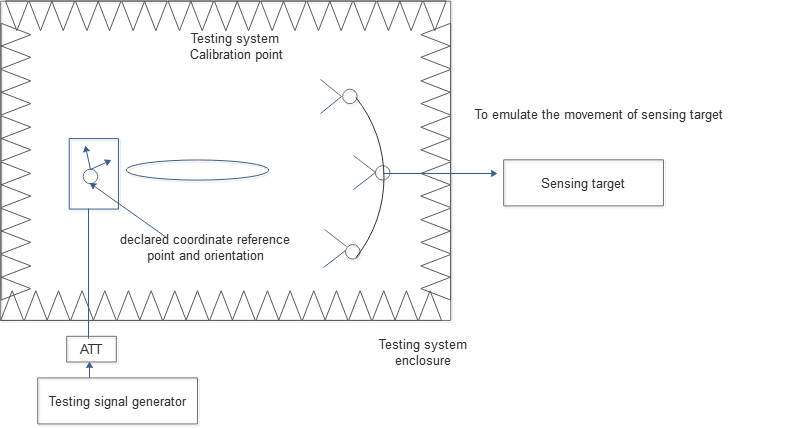 Testing system
Calibration point
To emulate the movement of sensing target
Sensing target
declared coordinate reference
point and orientation
Testing system
enclosure
ATT
Testing signal generator